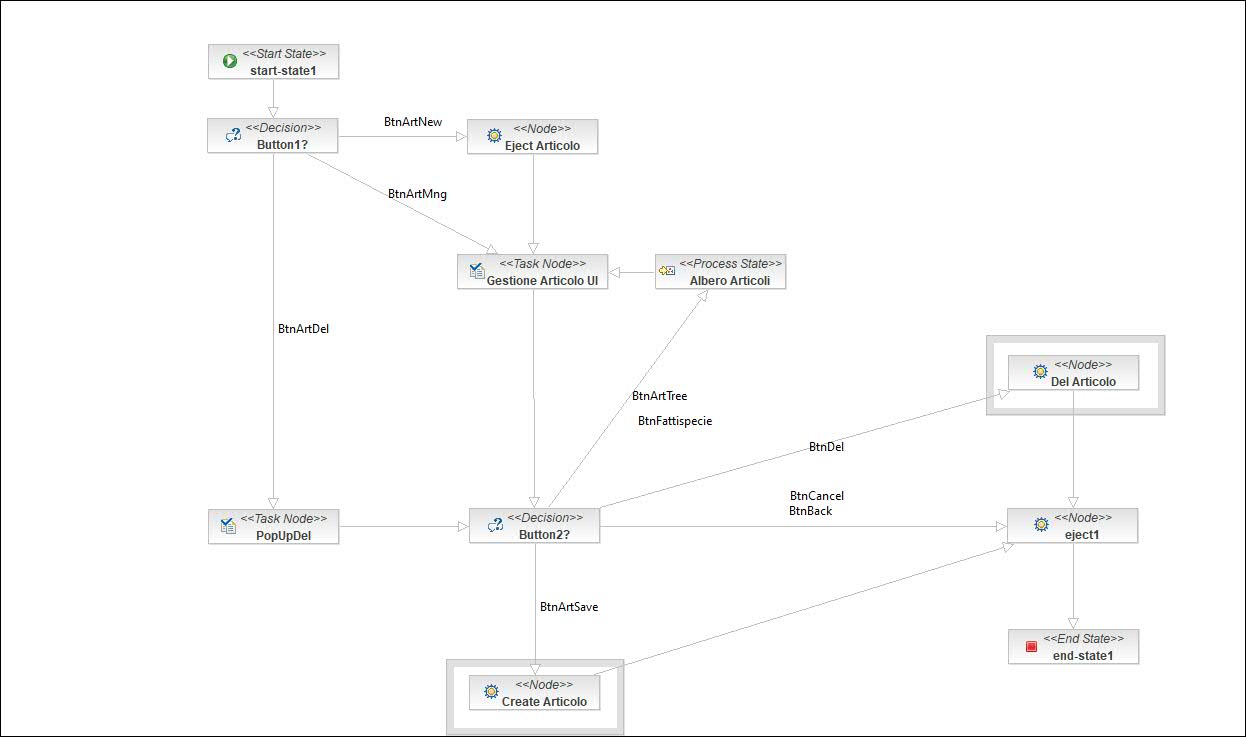 <<Start State>>
start-state1
<<Decision>>
Button1?
BtnArtNew
<<Node>>
Eject Articolo
BtnArtMng
<<Task Node>>
Gestione Articolo UI
<<Process State>>
Albero Articoli
BtnArtDel
<<Node>>
Del Articolo
BtnArtTree
BtnFattispecie
BtnDel
BtnCancel
BtnBack
<<Task Node>>
PopUpDel
<<Decision>>
Button2?
<<Node>>
eject1
BtnArtSave
<<End State>>
end-state1
<<Node>>
Create Articolo